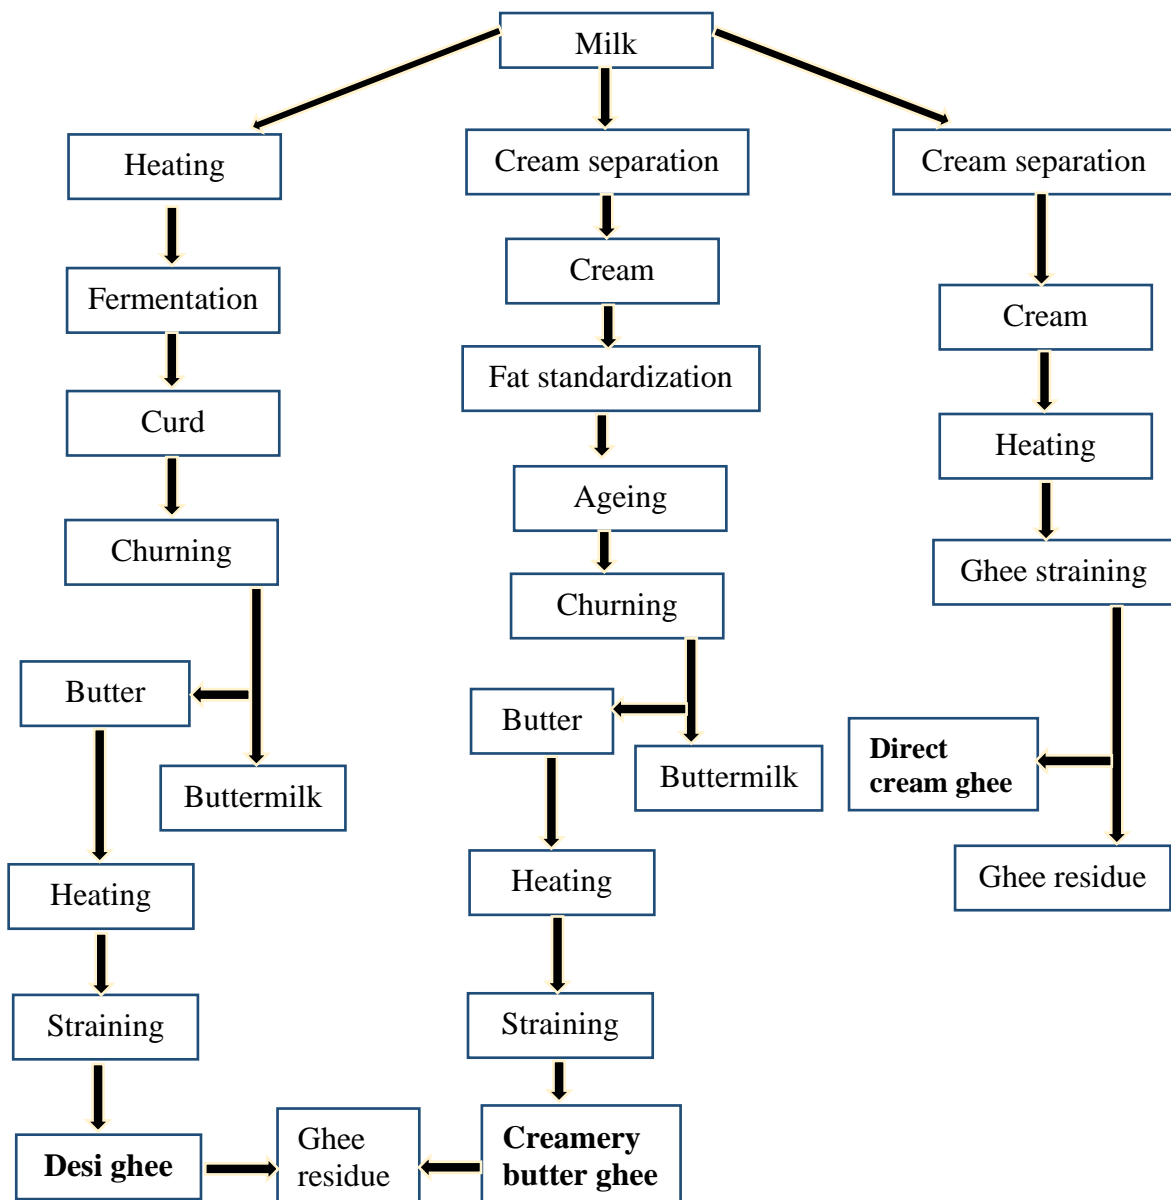 Milk
Heating
Fermentation
Curd
Churning
Butter
Buttermilk
Heating
Straining
Desi ghee
Ghee
residue
Cream separation
Cream
Fat standardization
Ageing
Churning
Butter
Buttermilk
Heating
Straining
Creamery
butter ghee
Cream separation
Cream
Heating
Ghee straining
Direct
cream ghee
Ghee residue